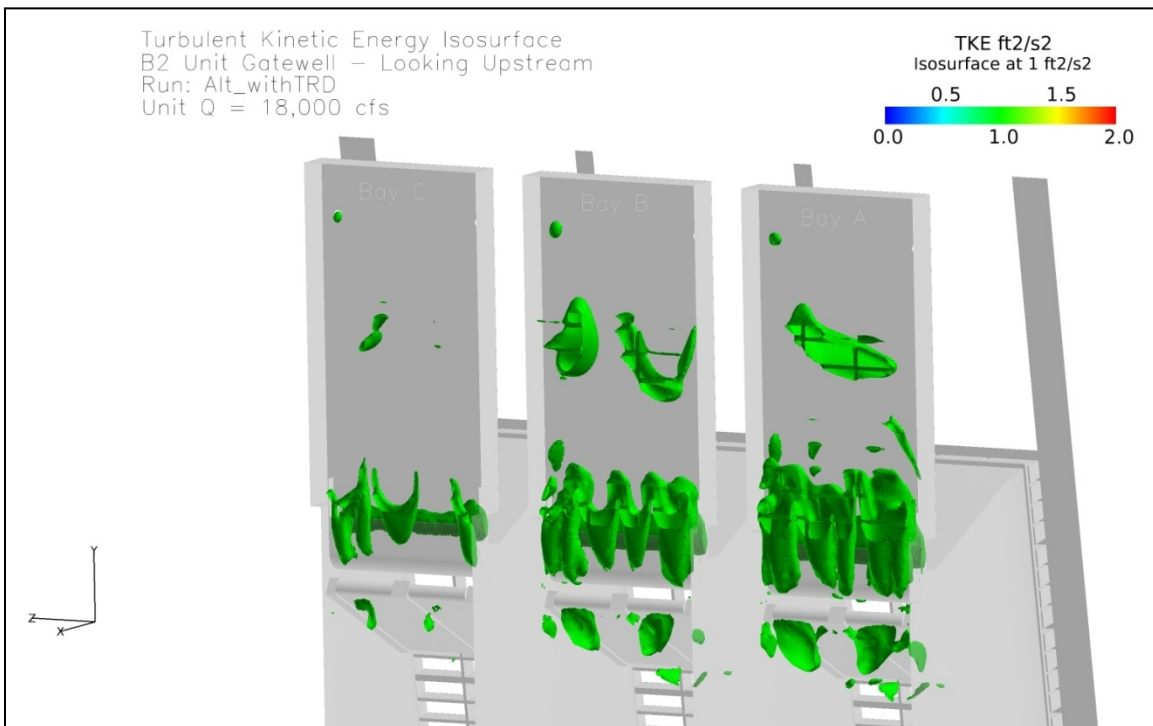 Turbulent Kinetic Energy Isosurface
B2 Unit Gatewell – Looking Upstream
Run: Alt_withTRD
Unit Q = 18,000 cfs
TKE ft2/s2
Isosurface at 1 ft2/s2
0.5 1.5
0.0 1.0 2.0
Bay C
Bay B
Bay A
Y
Z
X